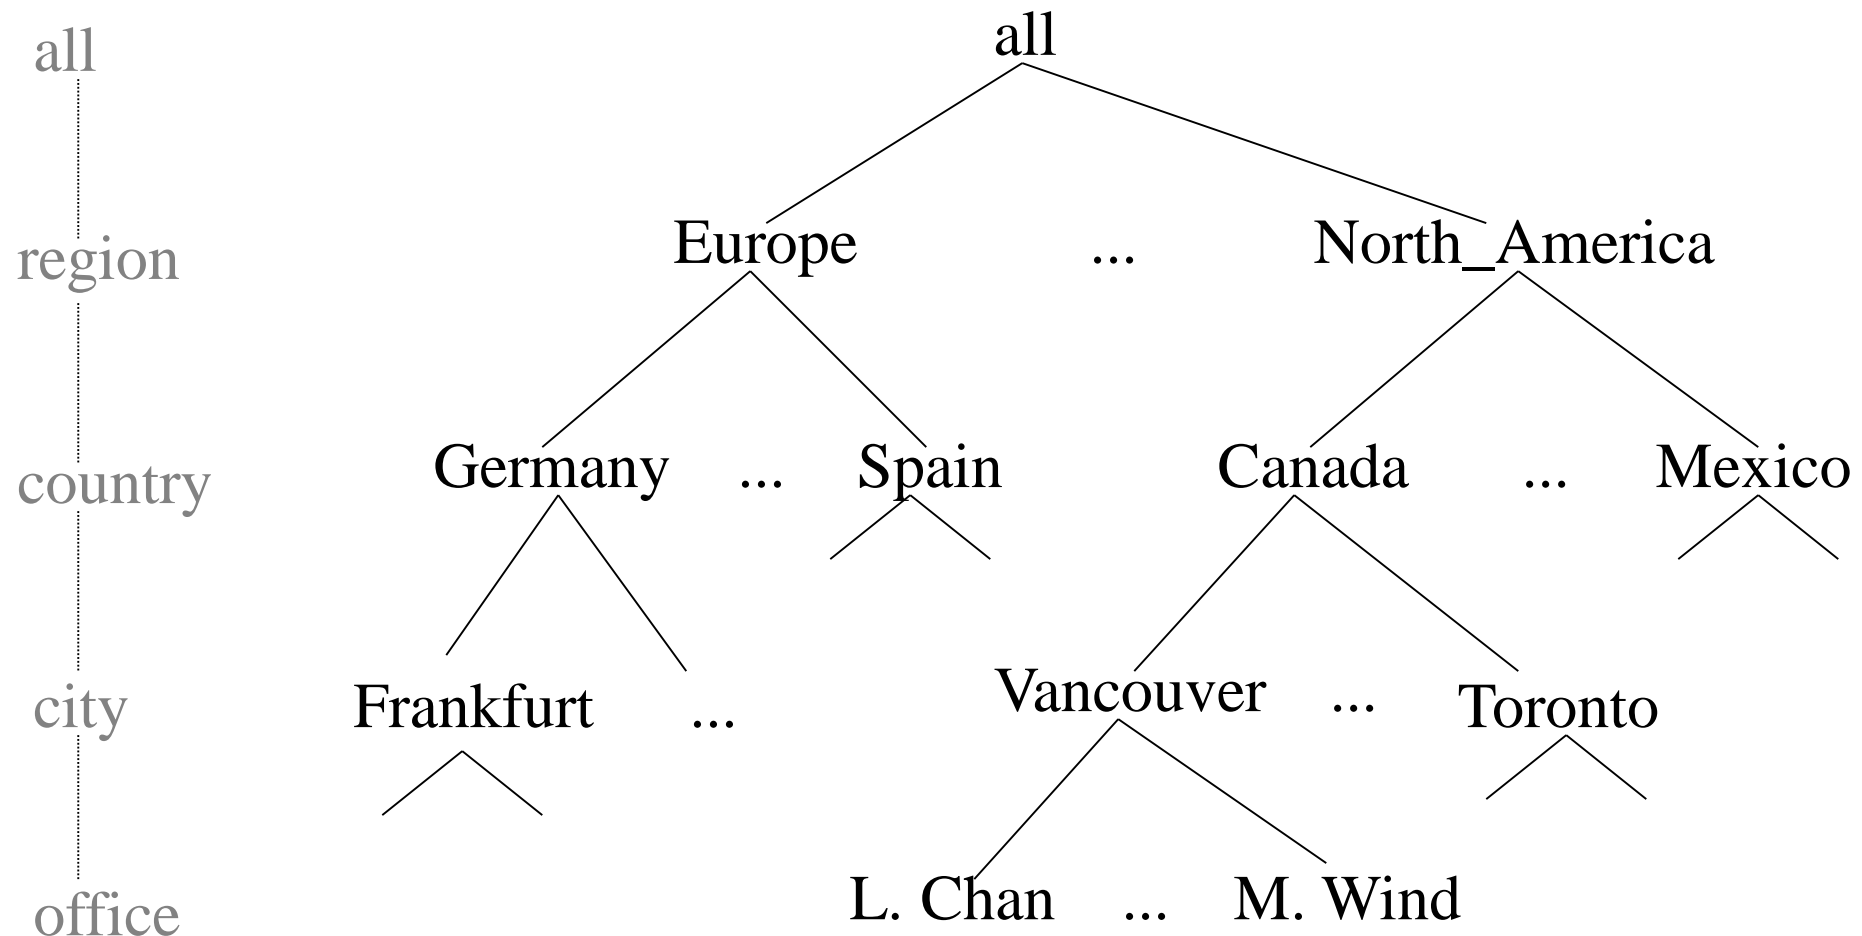 all
all
region
Europe ... North_America
country
Germany ... Spain Canada ... Mexico
city
Frankfurt ... Vancouver ... Toronto
office
L. Chan ... M. Wind